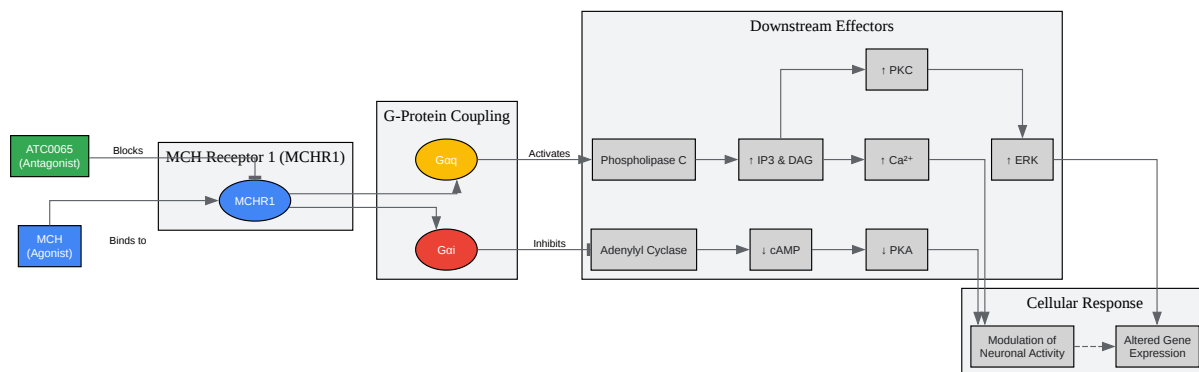 Downstream Effectors
↑ PKC
G-Protein Coupling
ATC0065
(Antagonist)
Blocks
MCH Receptor 1 (MCHR1)
Gαq
Activates
Phospholipase C
↑ IP3 & DAG
↑ Ca²⁺
↑ ERK
MCHR1
MCH
(Agonist)
Binds to
Gαi
Inhibits
Adenylyl Cyclase
↓ cAMP
↓ PKA
Cellular Response
Modulation of
Neuronal Activity
Altered Gene
Expression